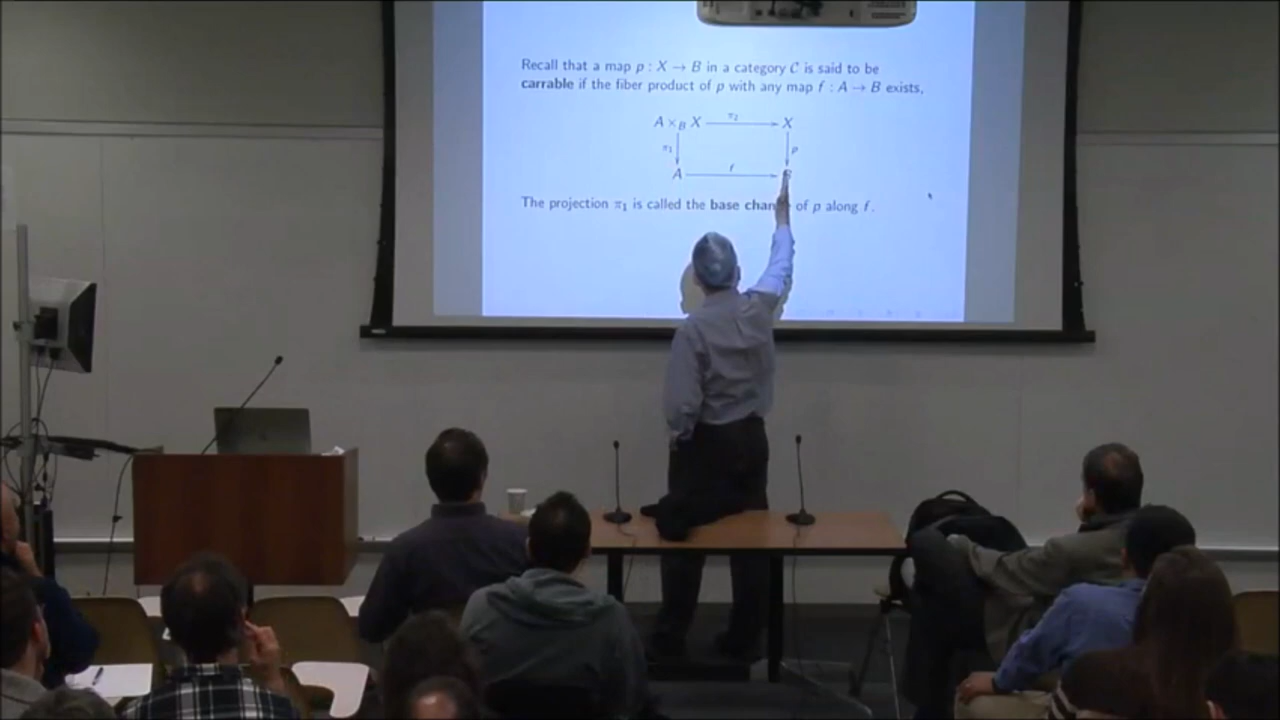 Recall that a map p : X → B in a category C is said to be
carrable if the fiber product of p with any map f : A → B exists,
A ×_B X π₂ X
π₁ p
A f B
The projection π₁ is called the base change of p along f.